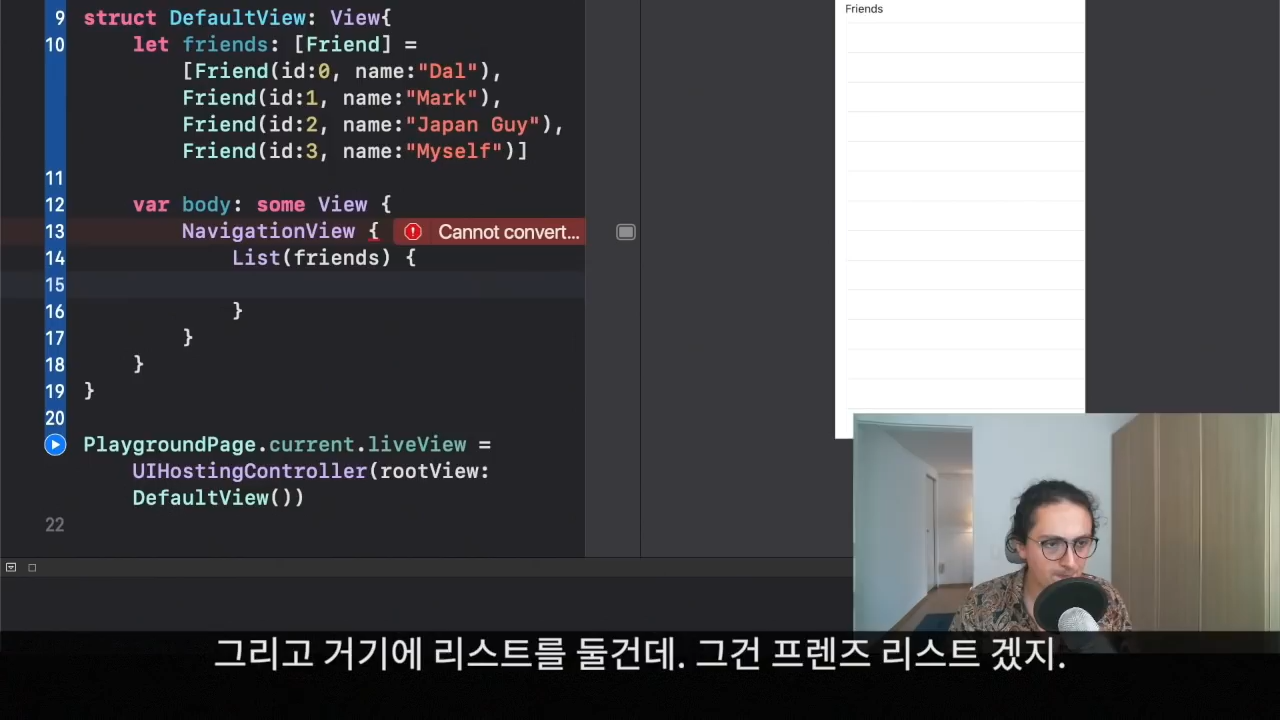 9 struct DefaultView: View{
10 let friends: [Friend] =
[Friend(id:0, name:"Dal"),
Friend(id:1, name:"Mark"),
Friend(id:2, name:"Japan Guy"),
Friend(id:3, name:"Myself")]
11
12 var body: some View {
13 NavigationView { Cannot convert...
14 List(friends) {
15
16 }
17 }
18 }
19 }
20
PlaygroundPage.current.liveView =
UIHostingController(rootView:
DefaultView())
22
Friends
그리고 거기에 리스트를 둘건데. 그건 프렌즈 리스트 겠지.